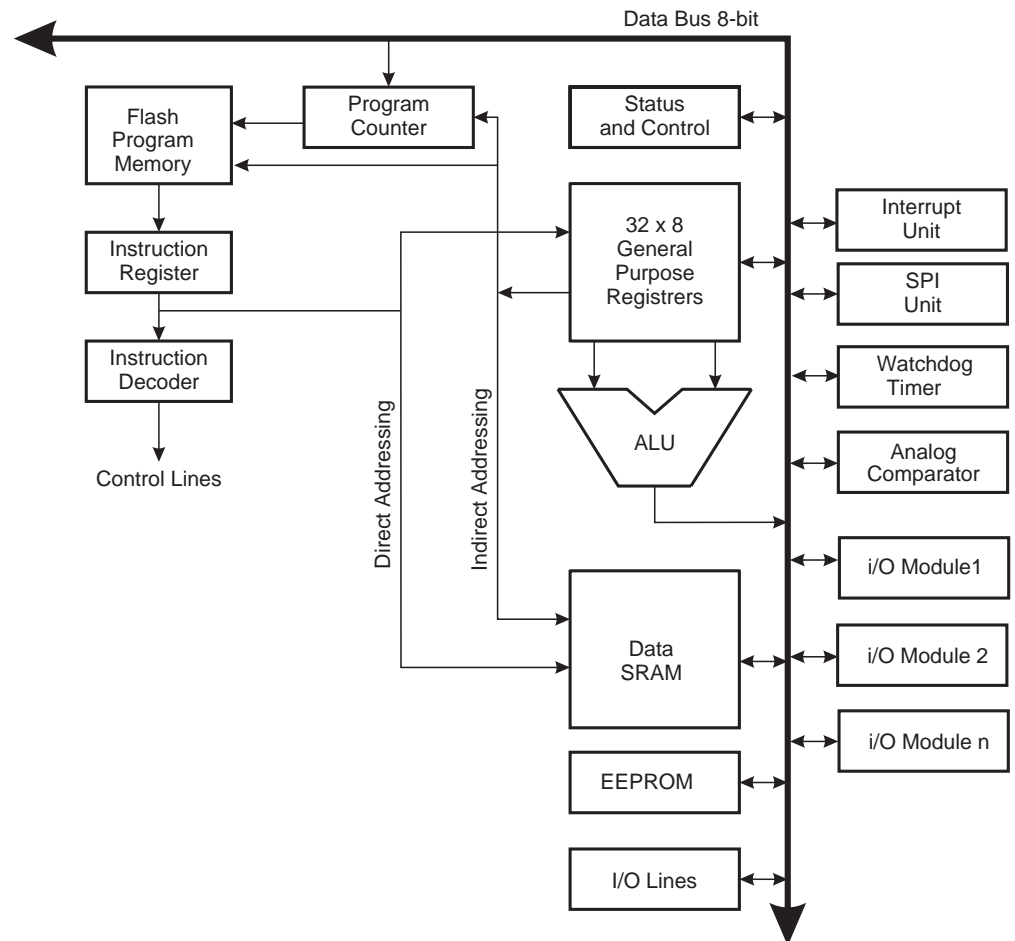 Data Bus 8-bit
Flash
Program
Memory
Program
Counter
Status
and Control
Instruction
Register
32 x 8
General
Purpose
Registrers
Interrupt
Unit
SPI
Unit
Instruction
Decoder
Watchdog
Timer
Control Lines
Direct Addressing
Indirect Addressing
ALU
Analog
Comparator
i/O Module1
Data
SRAM
i/O Module 2
i/O Module n
EEPROM
I/O Lines